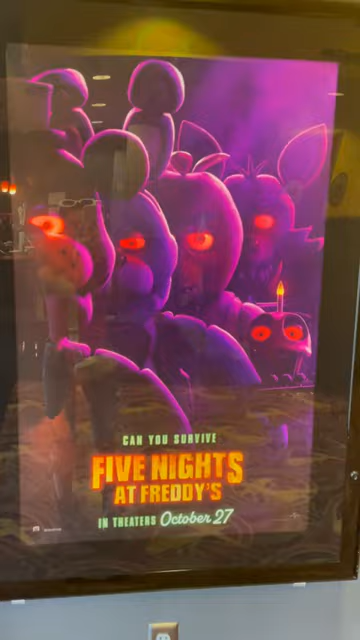 CAN YOU SURVIVE
FIVE NIGHTS
AT FREDDY'S
IN THEATERS October 27